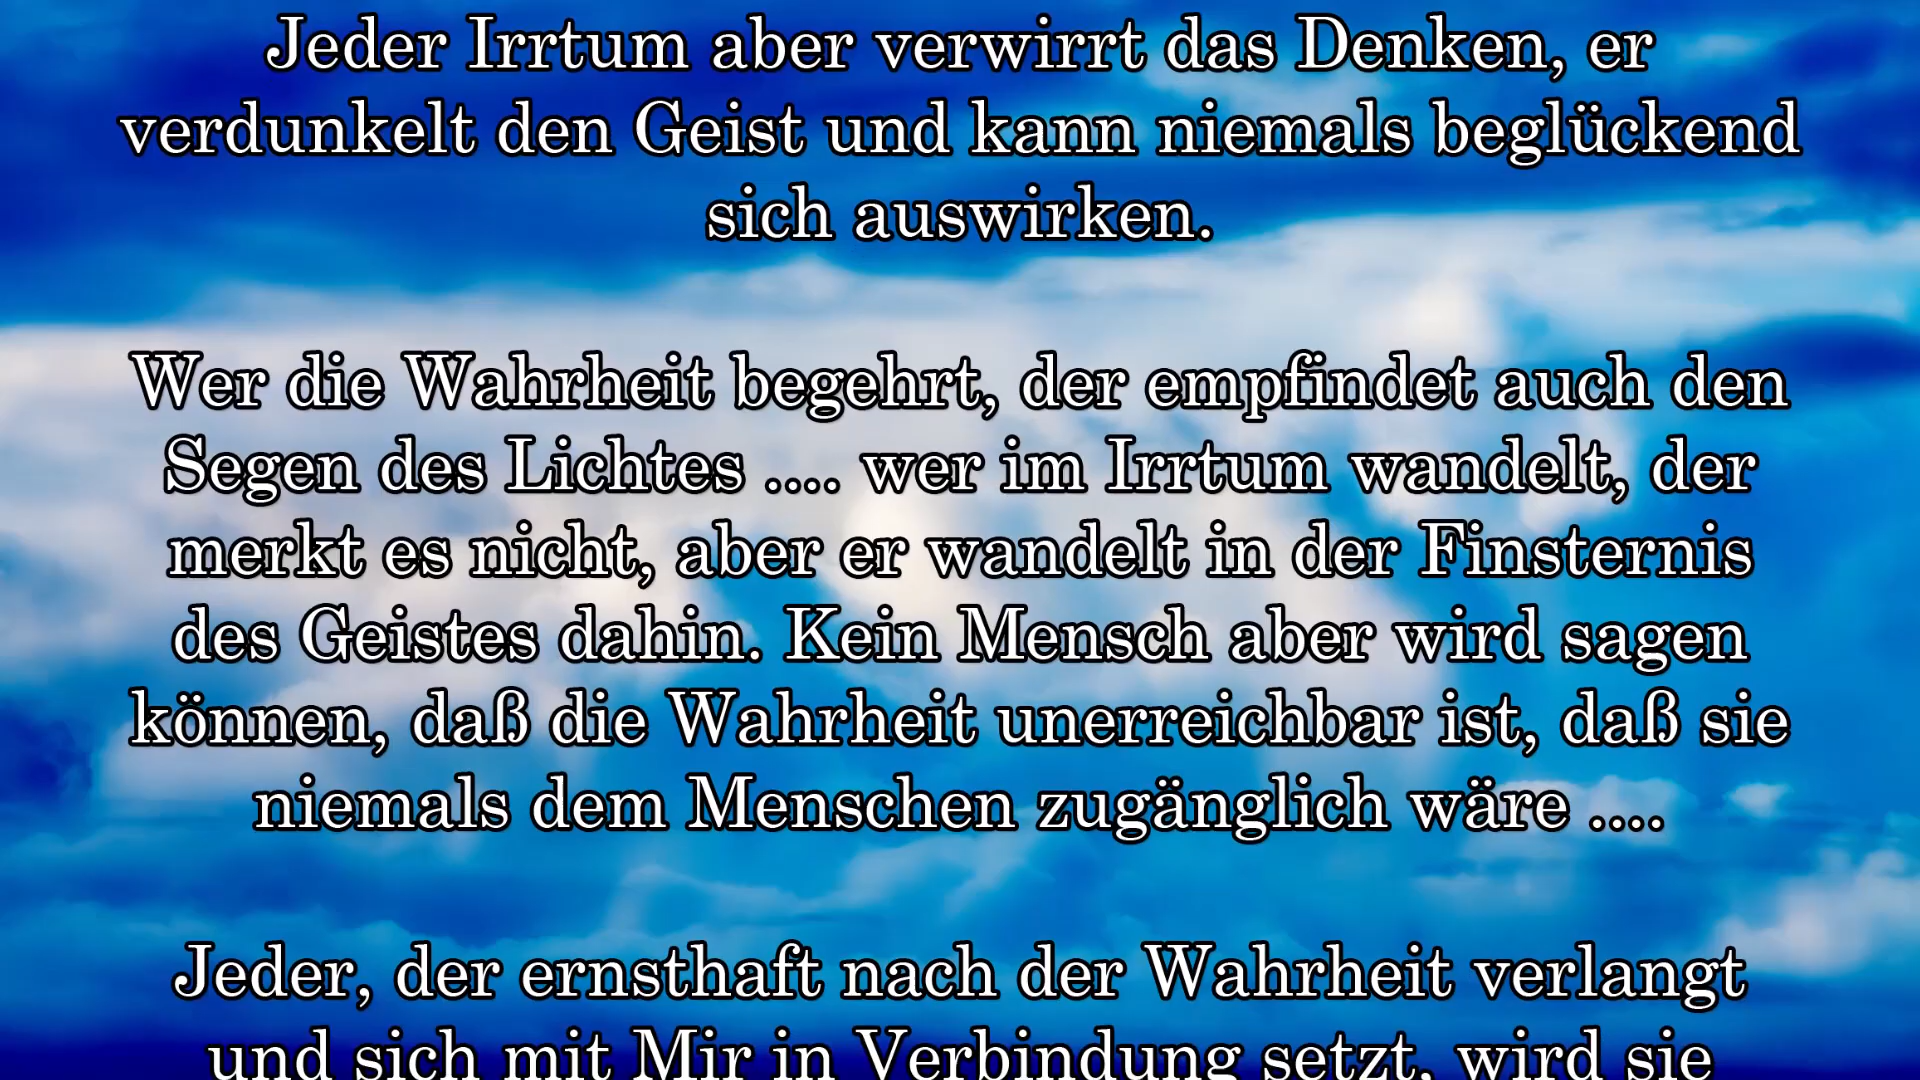 Jeder Irrtum aber verwirrt das Denken, er
verdunkelt den Geist und kann niemals beglückend
sich auswirken.
Wer die Wahrheit begehrt, der empfindet auch den
Segen des Lichtes .... wer im Irrtum wandelt, der
merkt es nicht, aber er wandelt in der Finsternis
des Geistes dahin. Kein Mensch aber wird sagen
können, daß die Wahrheit unerreichbar ist, daß sie
niemals dem Menschen zugänglich wäre ....
Jeder, der ernsthaft nach der Wahrheit verlangt
und sich mit Mir in Verbindung setzt, wird sie